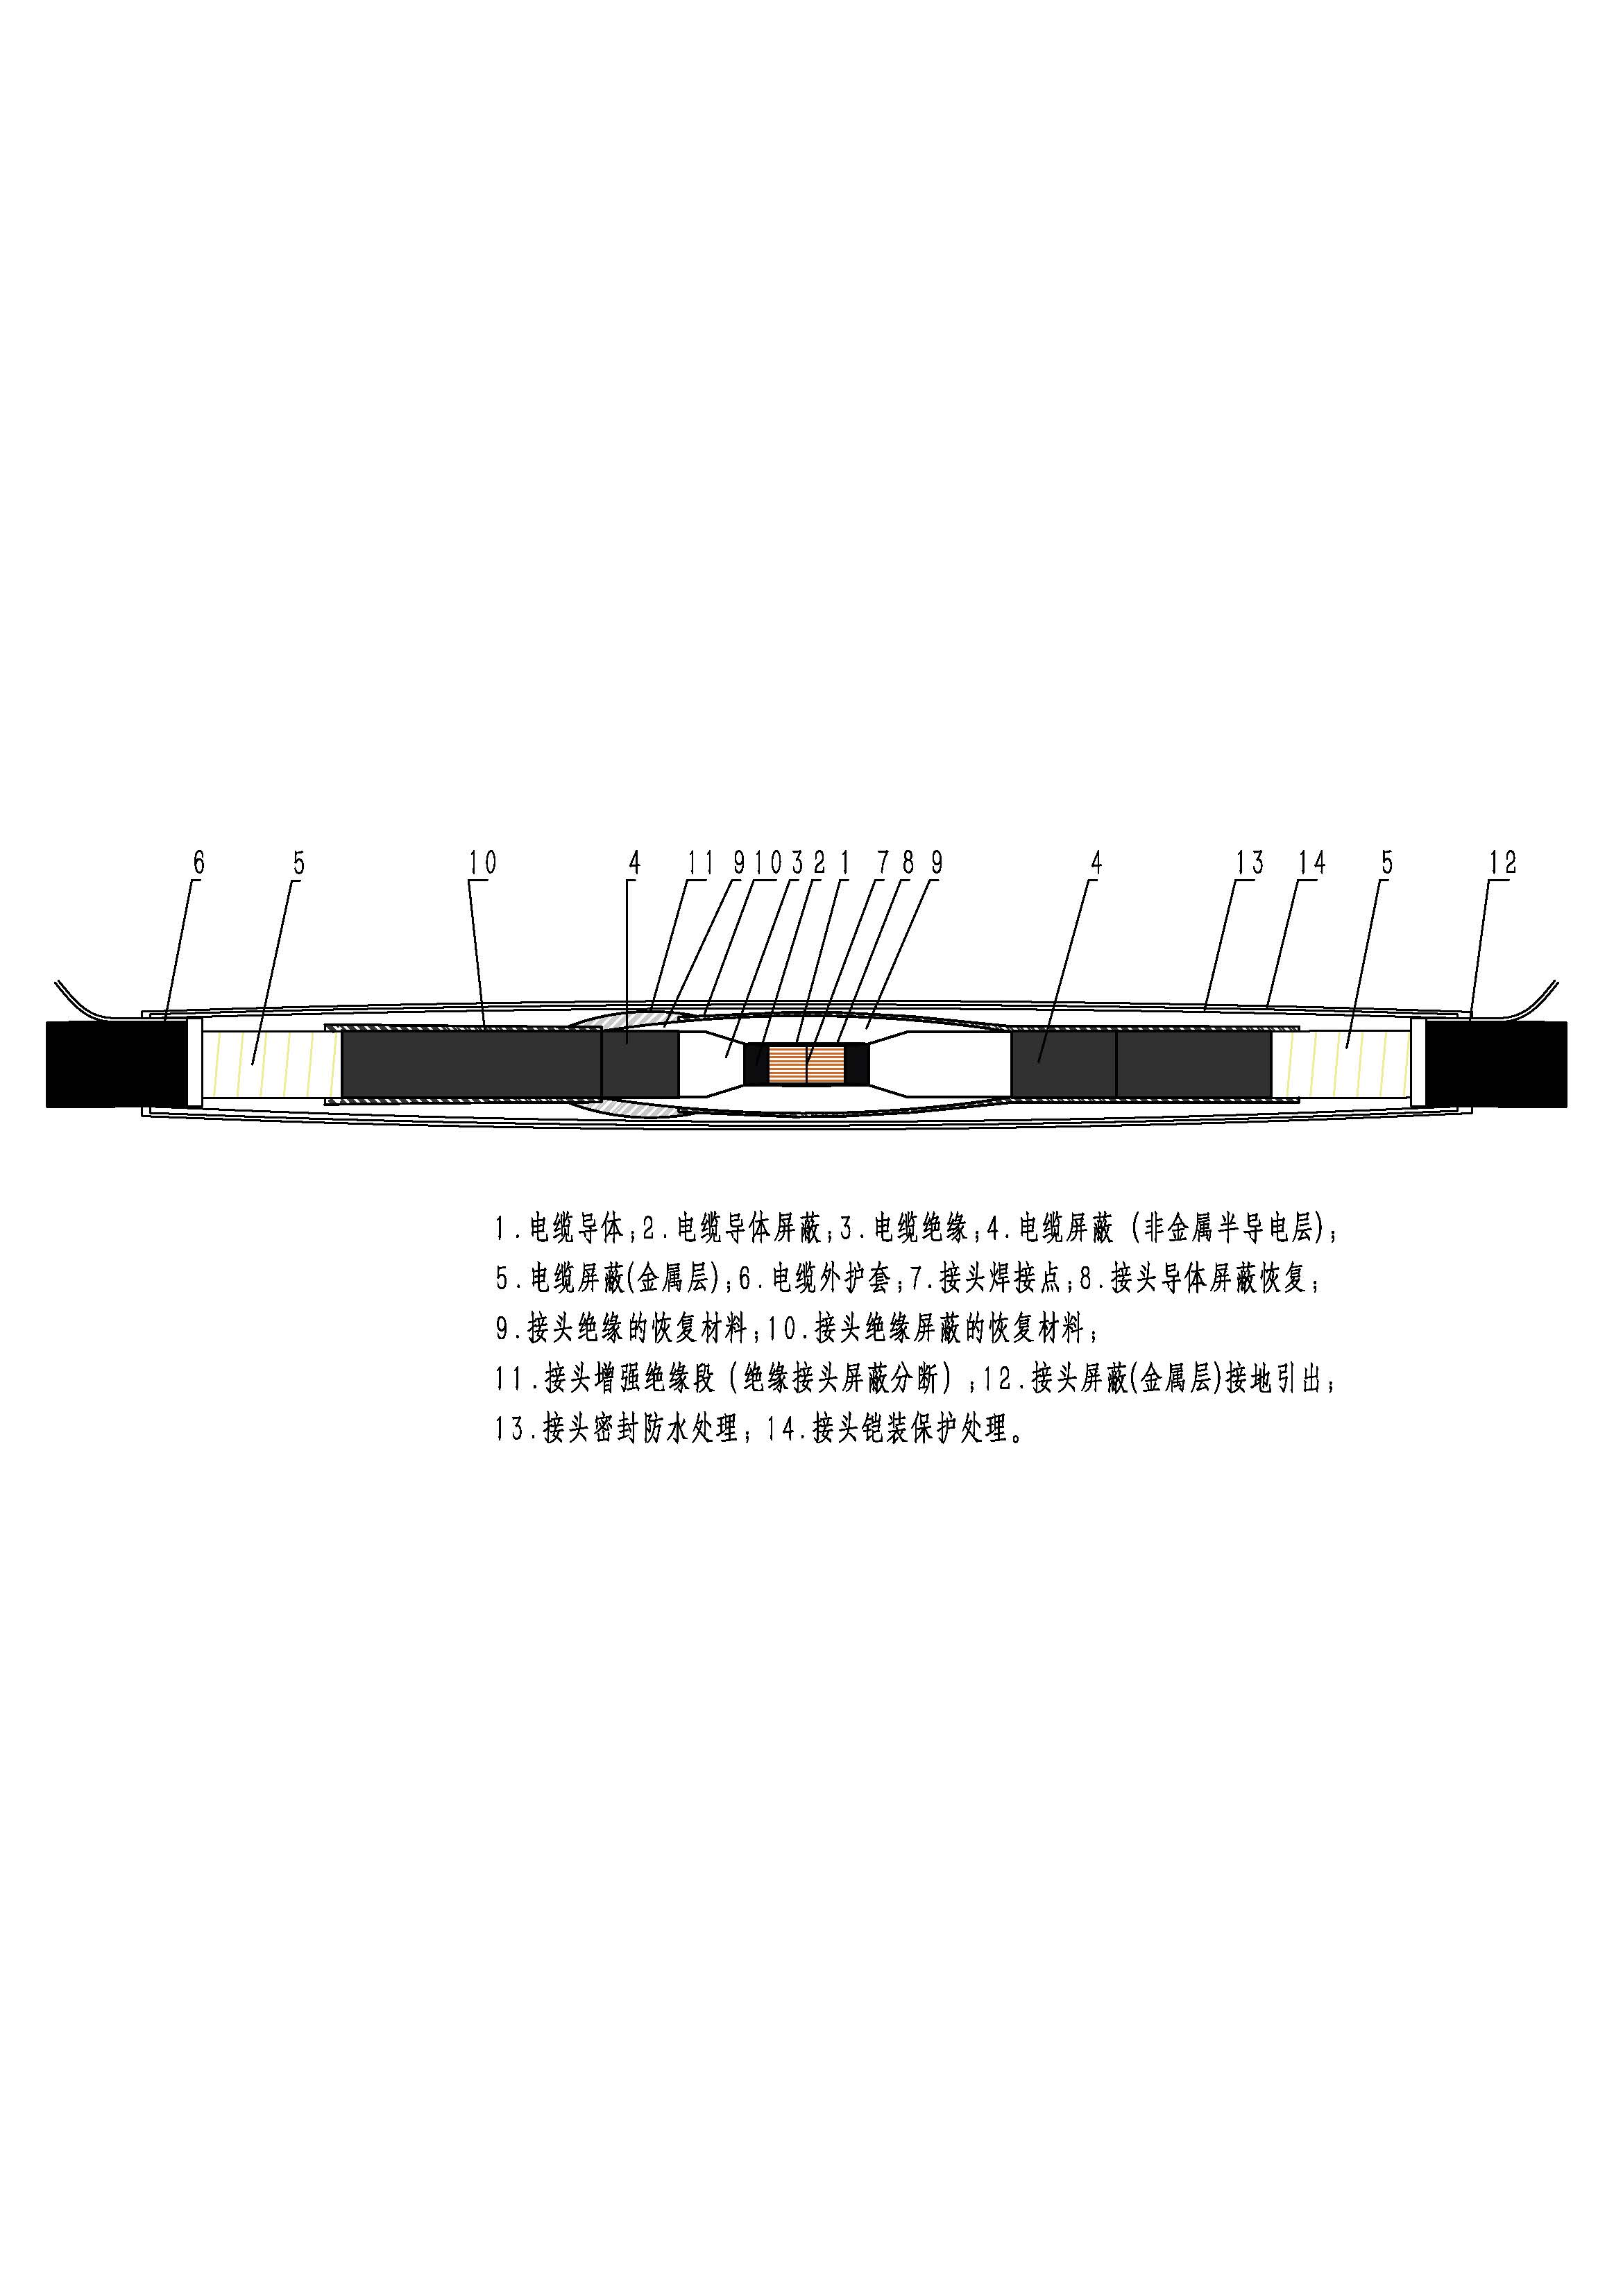 6 5 10 4 11 9 10 3 2 1 7 8 9 4 13 14 5 12
1.电缆导体;2.电缆导体屏蔽;3.电缆绝缘;4.电缆屏蔽（非金属半导电层);
5.电缆屏蔽(金属层);6.电缆外护套;7.接头焊接点;8.接头导体屏蔽恢复;
9.接头绝缘的恢复材料;10.接头绝缘屏蔽的恢复材料;
11.接头增强绝缘段（绝缘接头屏蔽分断）;12.接头屏蔽(金属层)接地引出;
13.接头密封防水处理; 14.接头铠装保护处理。